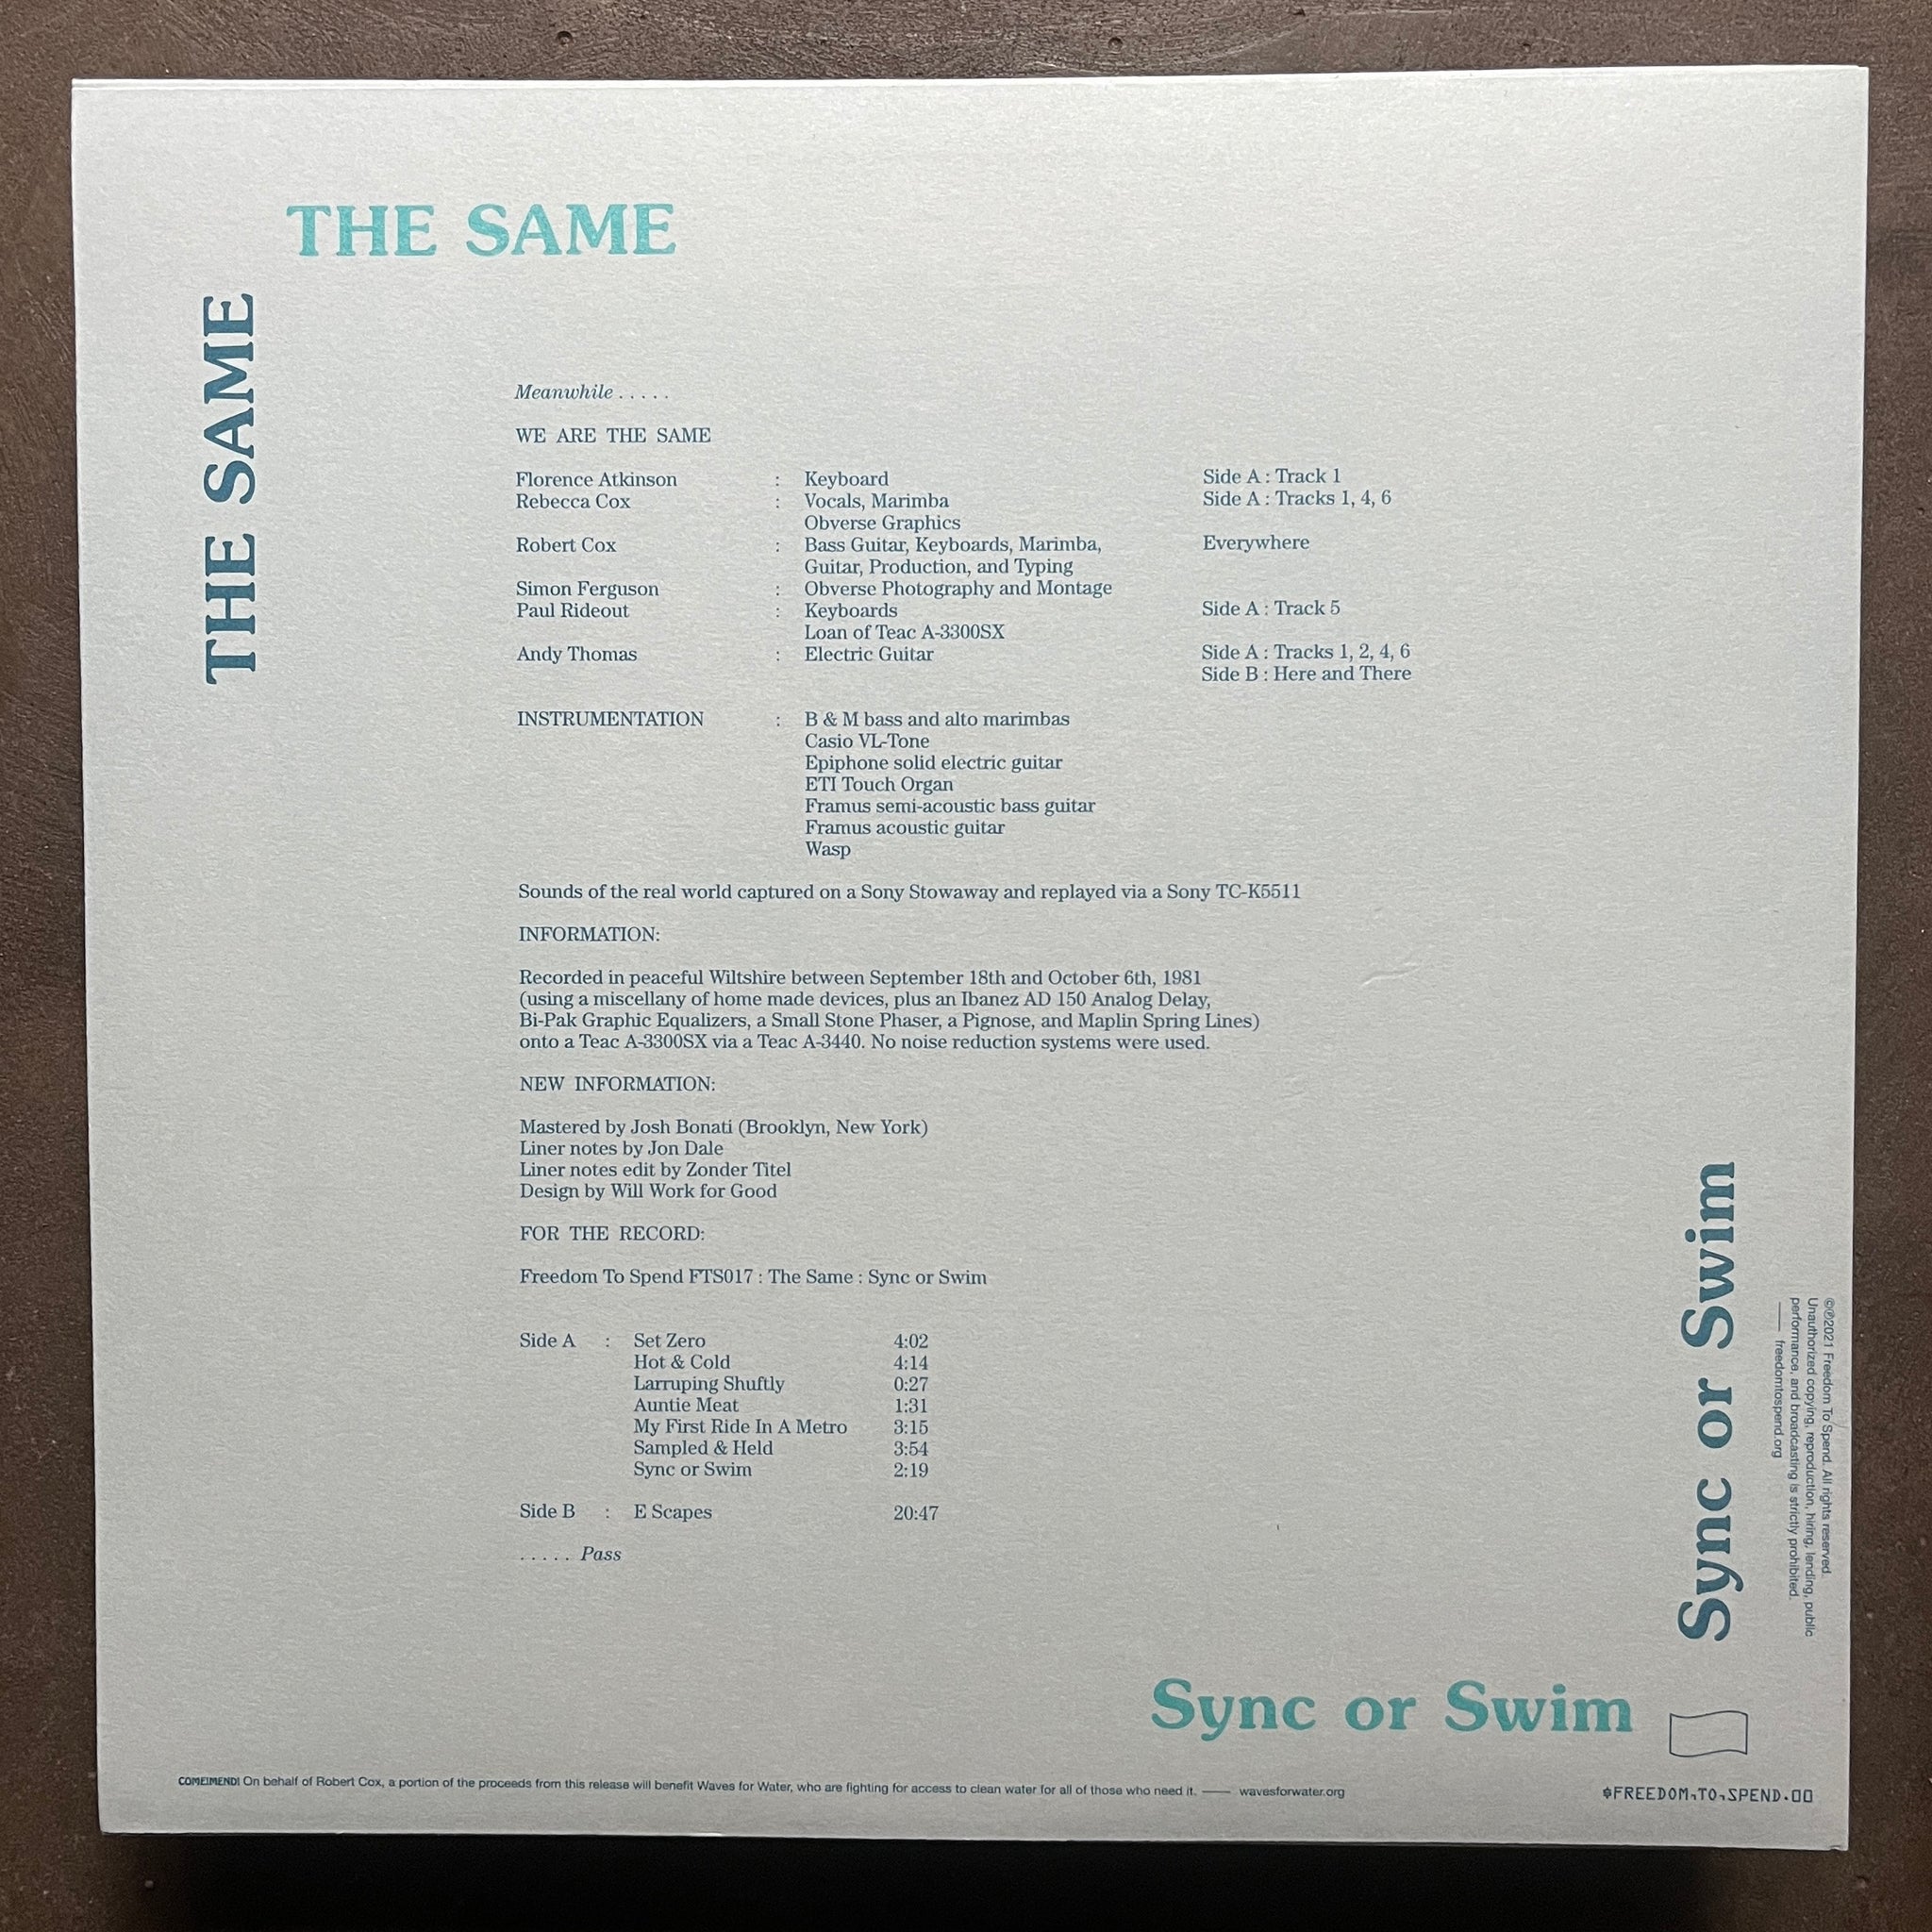 THE SAME
THE SAME
Meanwhile . . . . .
WE ARE THE SAME
Florence Atkinson : Keyboard Side A : Track 1
Rebecca Cox : Vocals, Marimba Side A : Tracks 1, 4, 6
Obverse Graphics
Robert Cox : Bass Guitar, Keyboards, Marimba, Everywhere
Guitar, Production, and Typing
Simon Ferguson : Obverse Photography and Montage
Paul Rideout : Keyboards Side A : Track 5
Loan of Teac A-3300SX
Andy Thomas : Electric Guitar Side A : Tracks 1, 2, 4, 6
Side B : Here and There
INSTRUMENTATION : B & M bass and alto marimbas
Casio VL-Tone
Epiphone solid electric guitar
ETI Touch Organ
Framus semi-acoustic bass guitar
Framus acoustic guitar
Wasp
Sounds of the real world captured on a Sony Stowaway and replayed via a Sony TC-K5511
INFORMATION:
Recorded in peaceful Wiltshire between September 18th and October 6th, 1981
(using a miscellany of home made devices, plus an Ibanez AD 150 Analog Delay,
Bi-Pak Graphic Equalizers, a Small Stone Phaser, a Pignose, and Maplin Spring Lines)
onto a Teac A-3300SX via a Teac A-3440. No noise reduction systems were used.
NEW INFORMATION:
Mastered by Josh Bonati (Brooklyn, New York)
Liner notes by Jon Dale
Liner notes edit by Zonder Titel
Design by Will Work for Good
FOR THE RECORD:
Freedom To Spend FTS017 : The Same : Sync or Swim
Side A : Set Zero 4:02
Hot & Cold 4:14
Larruping Shuftly 0:27
Auntie Meat 1:31
My First Ride In A Metro 3:15
Sampled & Held 3:54
Sync or Swim 2:19
Side B : E Scapes 20:47
. . . . . Pass
Sync or Swim
©℗2021 Freedom To Spend. All rights reserved.
Unauthorized copying, reproduction, hiring, lending, public
performance, and broadcasting is strictly prohibited.
—— freedomtospend.org
Sync or Swim
COME!MEND! On behalf of Robert Cox, a portion of the proceeds from this release will benefit Waves for Water, who are fighting for access to clean water for all of those who need it. —— wavesforwater.org
$FREEDOM¬TO¬SPEND.00